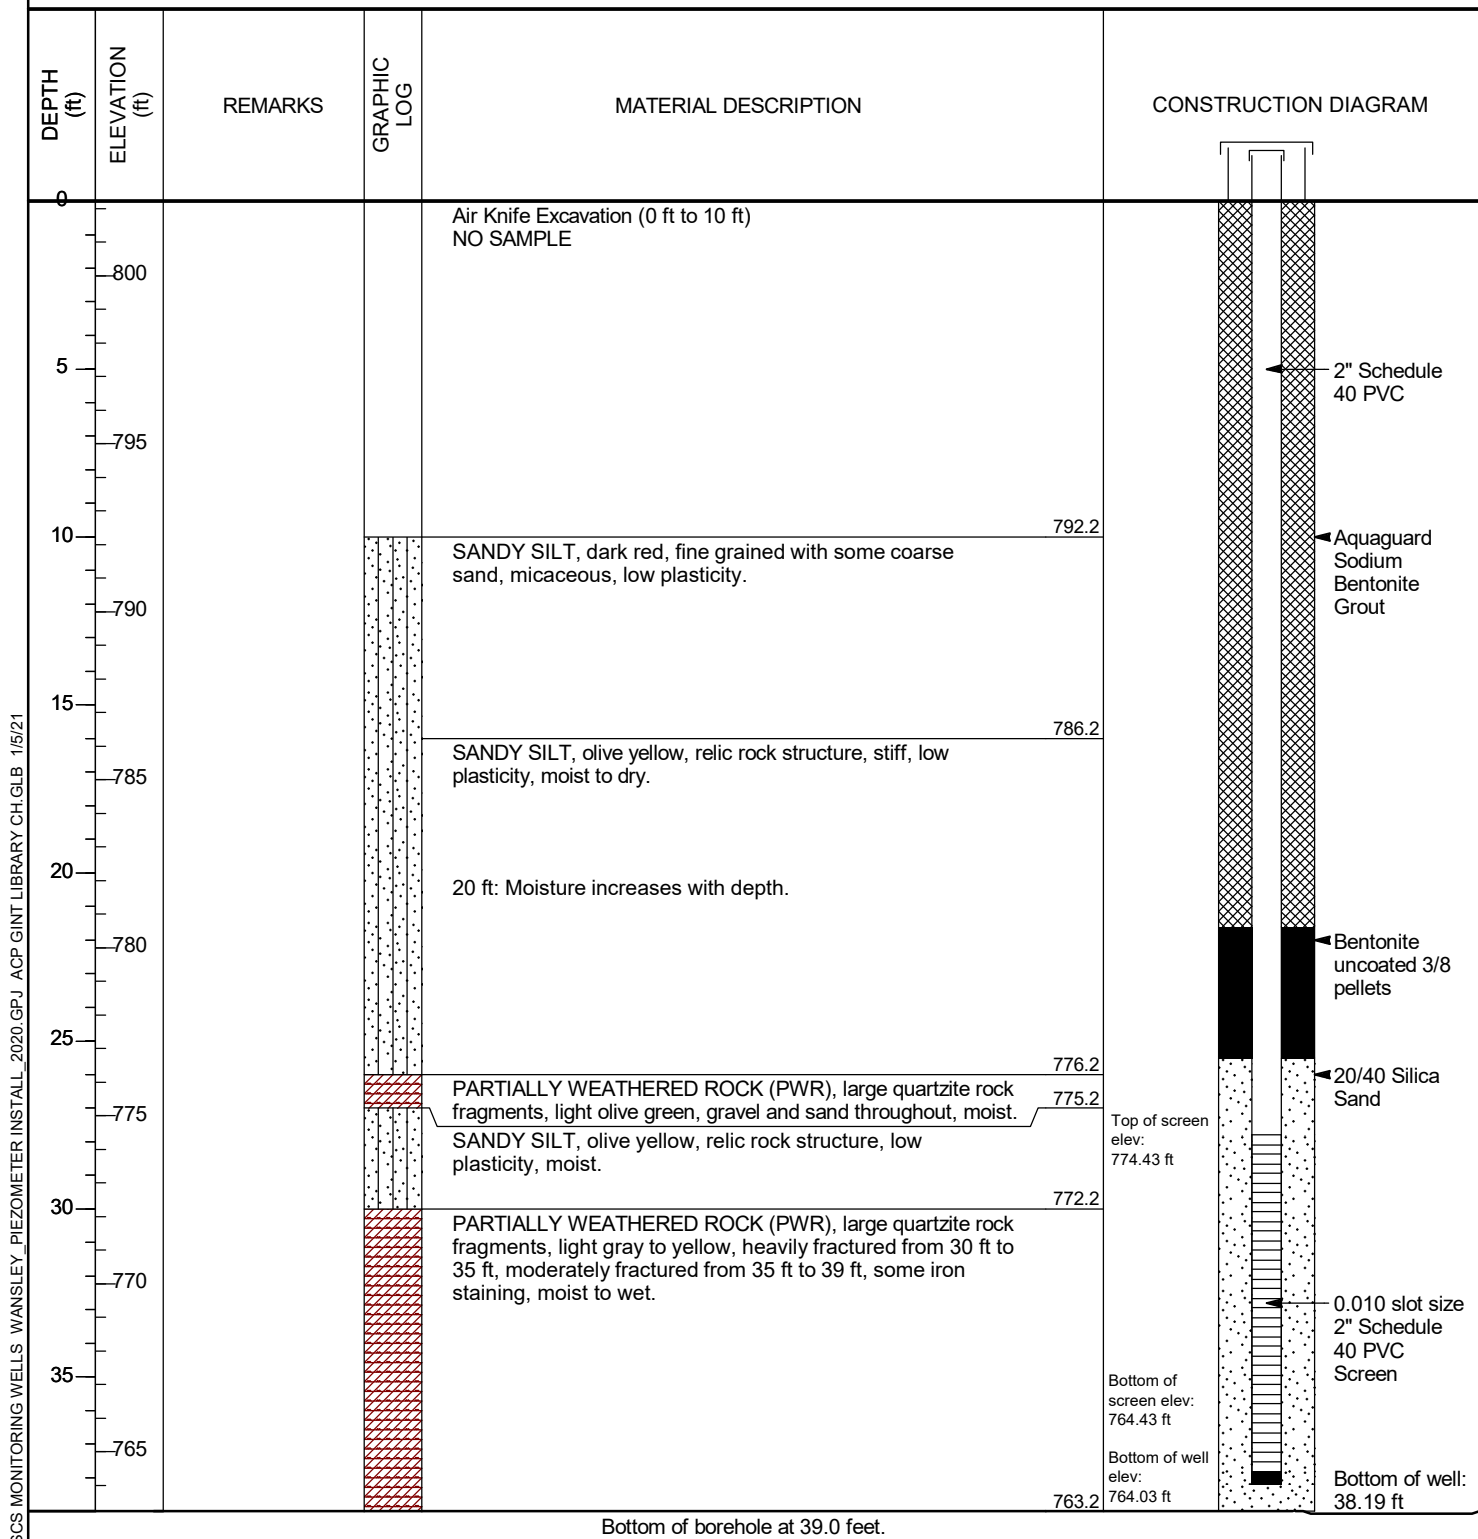 DEPTH
(ft)
ELEVATION
(ft)
REMARKS
GRAPHIC
LOG
MATERIAL DESCRIPTION
CONSTRUCTION DIAGRAM
0
Air Knife Excavation (0 ft to 10 ft)
NO SAMPLE
800
5
2" Schedule
40 PVC
795
792.2
10
SANDY SILT, dark red, fine grained with some coarse
sand, micaceous, low plasticity.
Aquaguard
Sodium
Bentonite
Grout
790
15
786.2
SANDY SILT, olive yellow, relic rock structure, stiff, low
plasticity, moist to dry.
785
20
20 ft: Moisture increases with depth.
780
Bentonite
uncoated 3/8
pellets
25
776.2
PARTIALLY WEATHERED ROCK (PWR), large quartzite rock
fragments, light olive green, gravel and sand throughout, moist.
775.2
20/40 Silica
Sand
775
Top of screen
elev:
774.43 ft
SANDY SILT, olive yellow, relic rock structure, low
plasticity, moist.
30
772.2
PARTIALLY WEATHERED ROCK (PWR), large quartzite rock
fragments, light gray to yellow, heavily fractured from 30 ft to
35 ft, moderately fractured from 35 ft to 39 ft, some iron
staining, moist to wet.
770
0.010 slot size
2" Schedule
40 PVC
Screen
35
Bottom of
screen elev:
764.43 ft
765
Bottom of well
elev:
764.03 ft
763.2
Bottom of well:
38.19 ft
Bottom of borehole at 39.0 feet.
SCS MONITORING WELLS WANSLEY_PIEZOMETER INSTALL_2020.GPJ ACP GINT LIBRARY CH.GLB 1/5/21